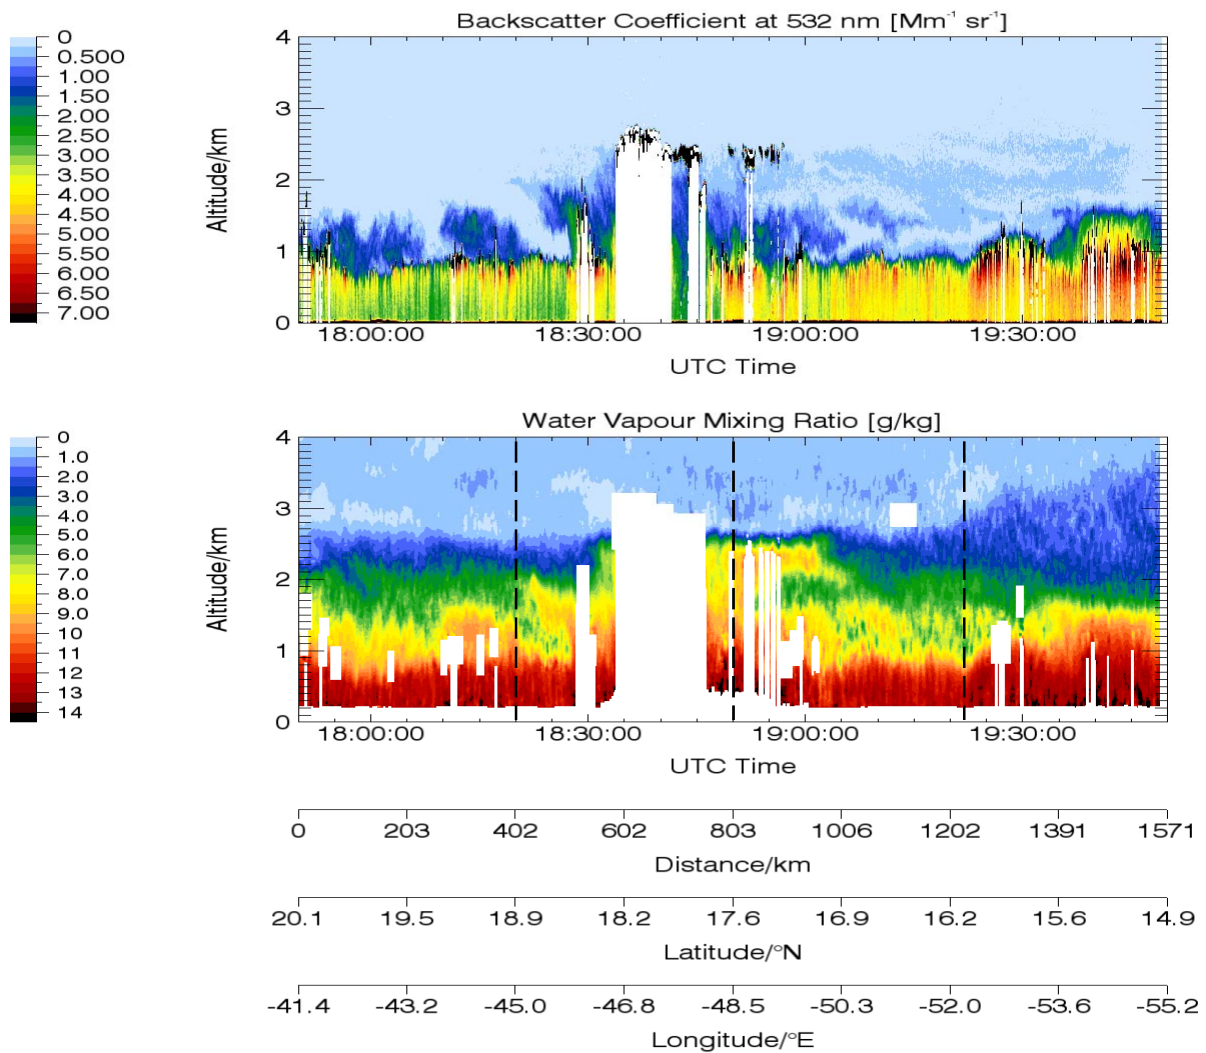 Backscatter Coefficient at 532 nm [Mm⁻¹ sr⁻¹]
0
0.500
1.00
1.50
2.00
2.50
3.00
3.50
4.00
4.50
5.00
5.50
6.00
6.50
7.00
4
3
2
1
0
Altitude/km
18:00:00 18:30:00 19:00:00 19:30:00
UTC Time
Water Vapour Mixing Ratio [g/kg]
0
1.0
2.0
3.0
4.0
5.0
6.0
7.0
8.0
9.0
10
11
12
13
14
4
3
2
1
0
Altitude/km
18:00:00 18:30:00 19:00:00 19:30:00
UTC Time
0 203 402 602 803 1006 1202 1391 1571
Distance/km
20.1 19.5 18.9 18.2 17.6 16.9 16.2 15.6 14.9
Latitude/°N
-41.4 -43.2 -45.0 -46.8 -48.5 -50.3 -52.0 -53.6 -55.2
Longitude/°E